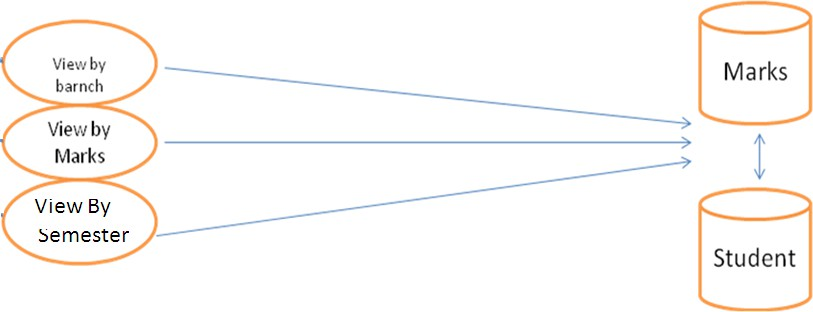 View by
barnch
View by
Marks
View By
Semester
Marks
Student